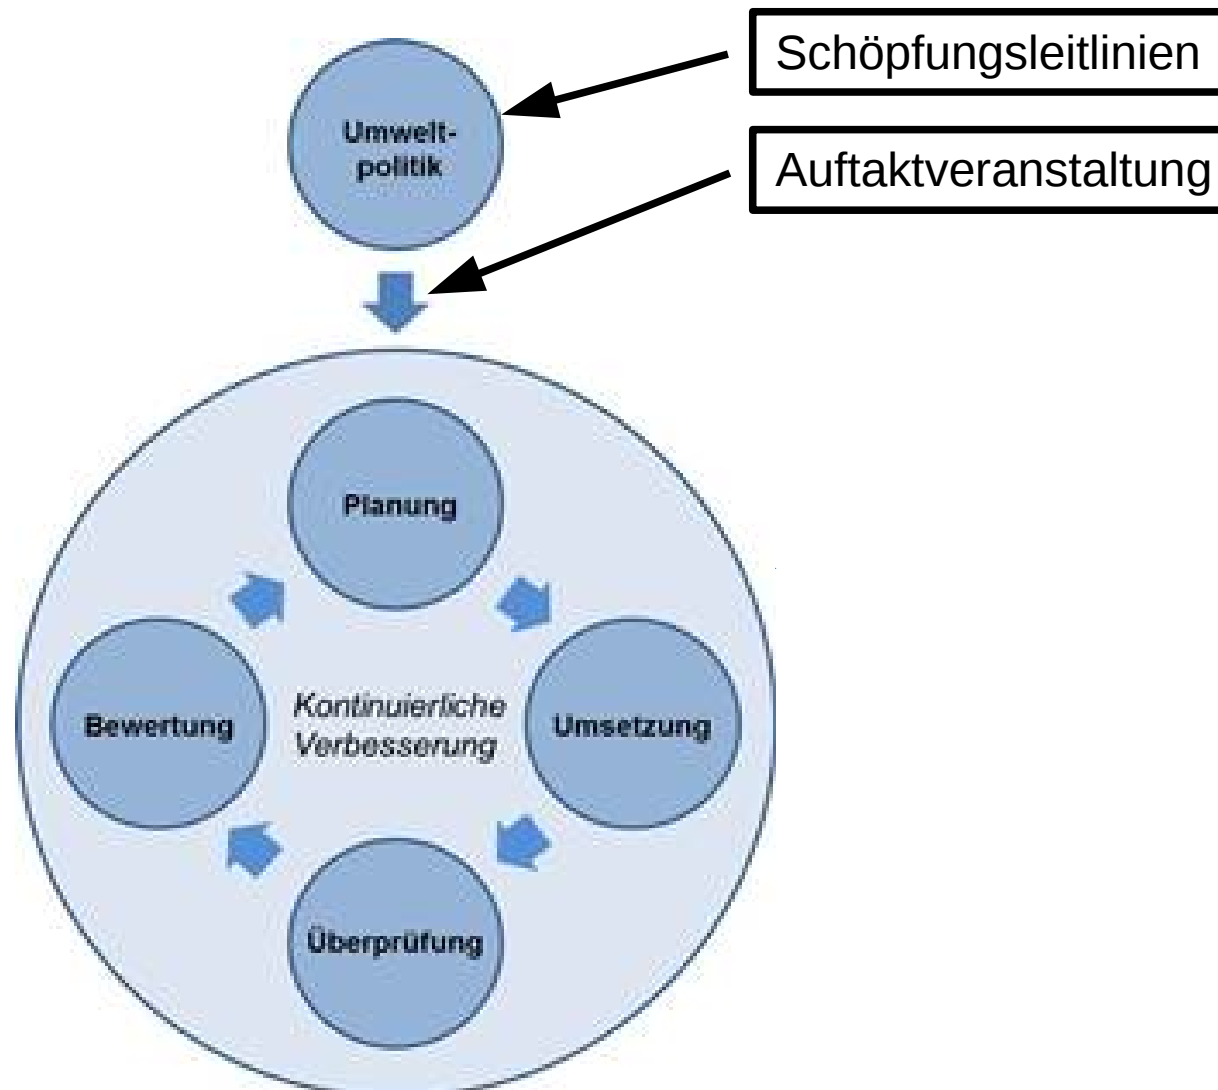 Schöpfungsleitlinien
Umwelt-
politik
Auftaktveranstaltung
Planung
Bewertung
Kontinuierliche
Verbesserung
Umsetzung
Überprüfung